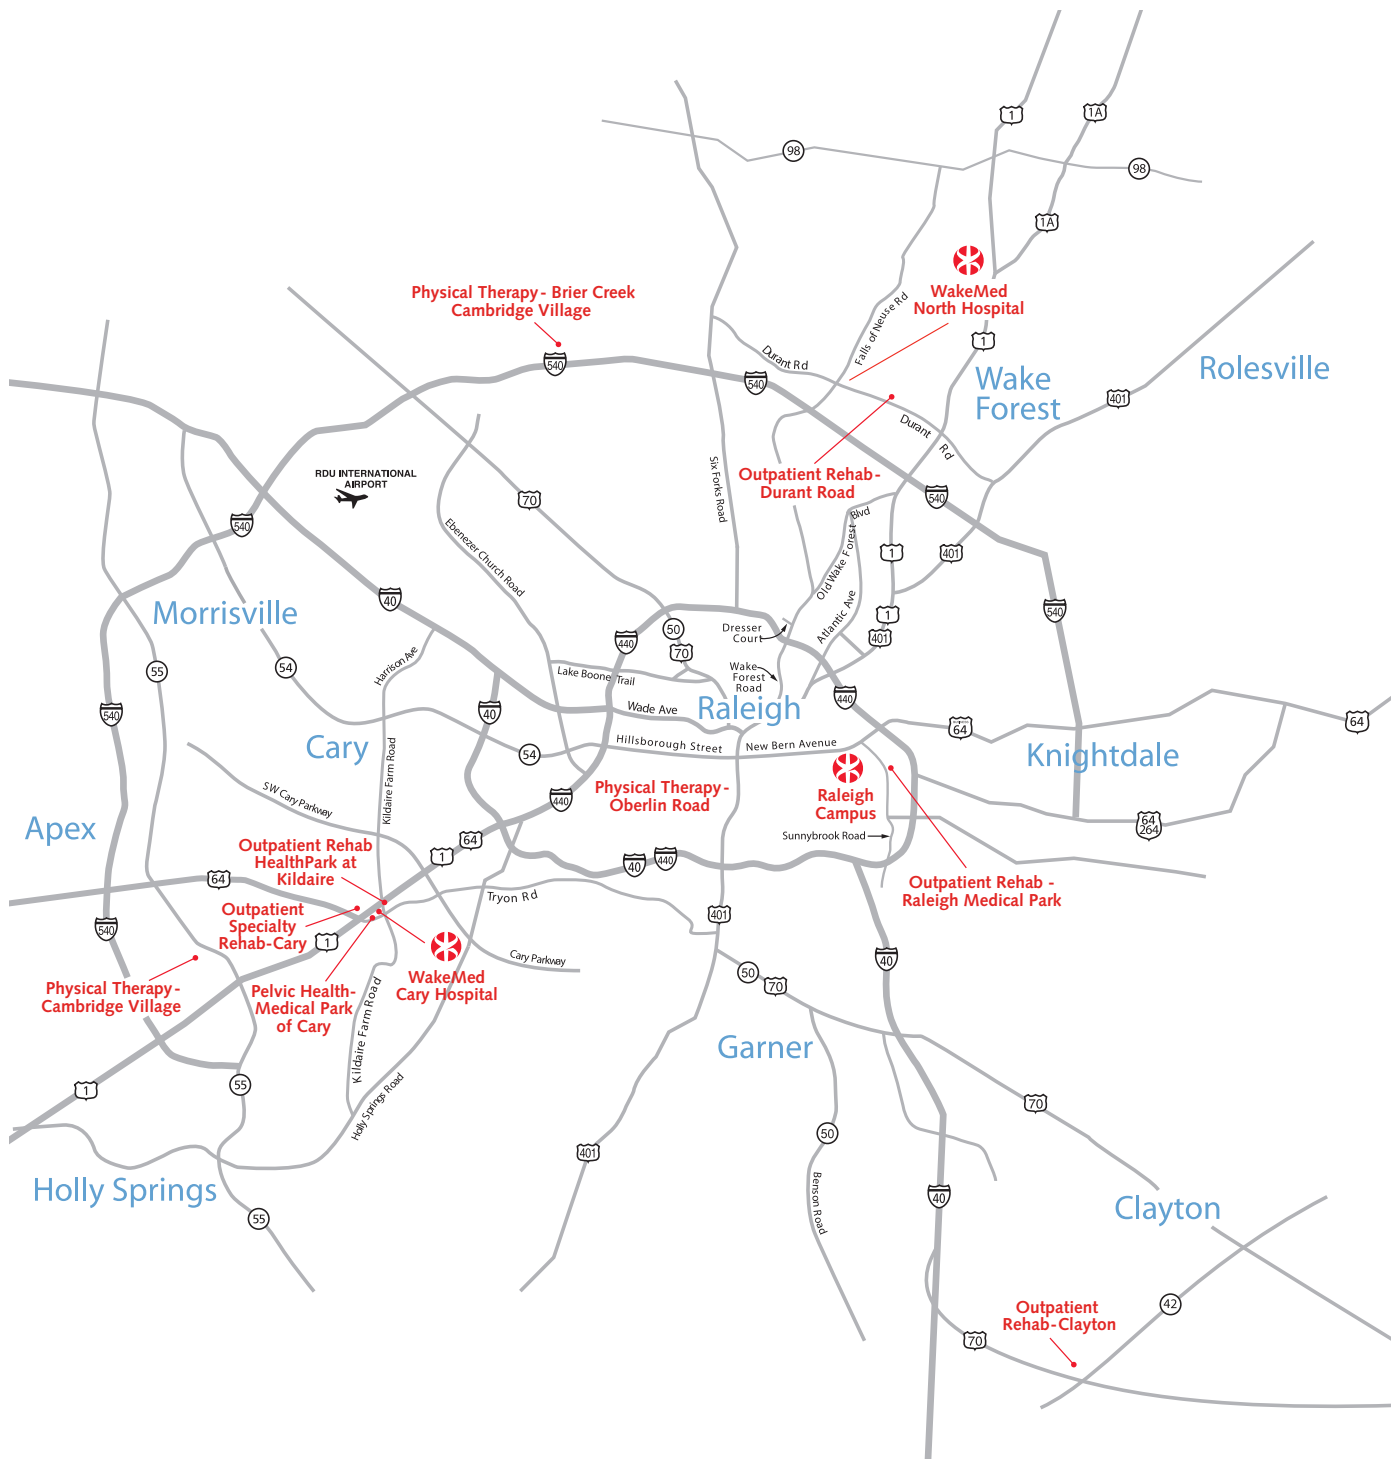 1
1A
98
98
1A
WakeMed
North Hospital
Physical Therapy - Brier Creek
Cambridge Village
Falls of Neuse Rd
1
Durant Rd
540
540
Wake
Forest
Rolesville
401
Durant Rd
RDU INTERNATIONAL
AIRPORT
Six Forks Road
Outpatient Rehab-
Durant Road
70
540
540
Blvd
Ebenezer Church Road
Old Wake Forest
1
401
40
Morrisville
540
Atlantic Ave
1
401
50
Dresser
Court
440
70
Harrison Ave
54
55
Lake Boone Trail
Wake
Forest
Road
440
Wade Ave
Raleigh
40
540
64
64
Cary
54
Hillsborough Street
New Bern Avenue
Knightdale
Kildaire Farm Road
SW Cary Parkway
Physical Therapy-
Oberlin Road
Raleigh
Campus
440
Apex
64
264
Sunnybrook Road
Outpatient Rehab
HealthPark at
Kildaire
64
1
40
440
64
Tryon Rd
Outpatient Rehab -
Raleigh Medical Park
Outpatient
Specialty
Rehab-Cary
401
540
1
Cary Parkway
40
WakeMed
Cary Hospital
50
70
Physical Therapy-
Cambridge Village
Pelvic Health-
Medical Park
of Cary
Kildaire Farm Road
Garner
55
1
Holly Springs Road
70
50
401
Holly Springs
Benson Road
40
Clayton
55
42
Outpatient
Rehab-Clayton
70